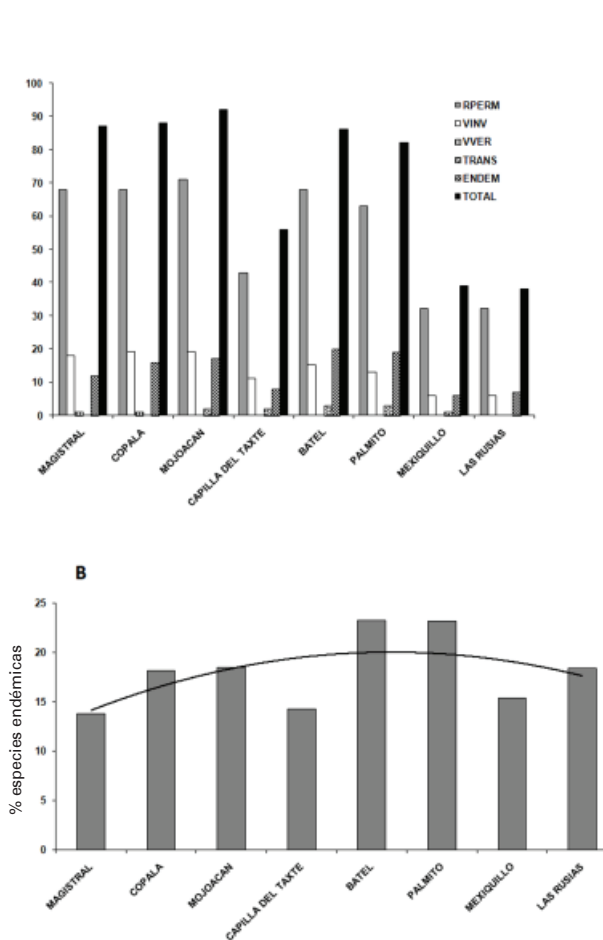 100
90
80
70
60
50
40
30
20
10
0
RPERM
VINV
VVER
TRANS
ENDEM
TOTAL
MAGISTRAL
COPALA
MOJOACAN
CAPILLA DEL TAXTE
BATEL
PALMITO
MEXIQUILLO
LAS RUSIAS
B
% especies endémicas
25
20
15
10
5
0
MAGISTRAL
COPALA
MOJOACAN
CAPILLA DEL TAXTE
BATEL
PALMITO
MEXIQUILLO
LAS RUSIAS